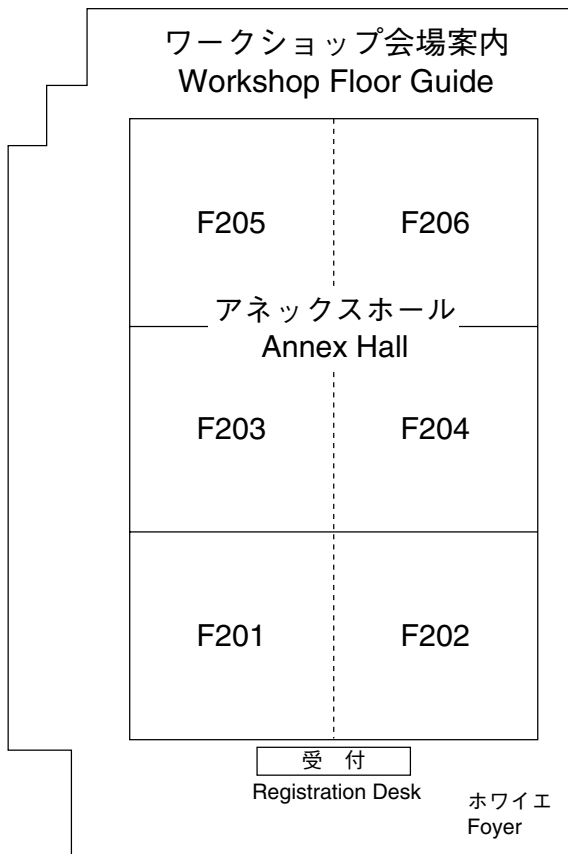 ワークショップ会場案内
Workshop Floor Guide
F205
F206
アネックスホール
Annex Hall
F203
F204
F201
F202
受 付
Registration Desk
ホワイエ
Foyer